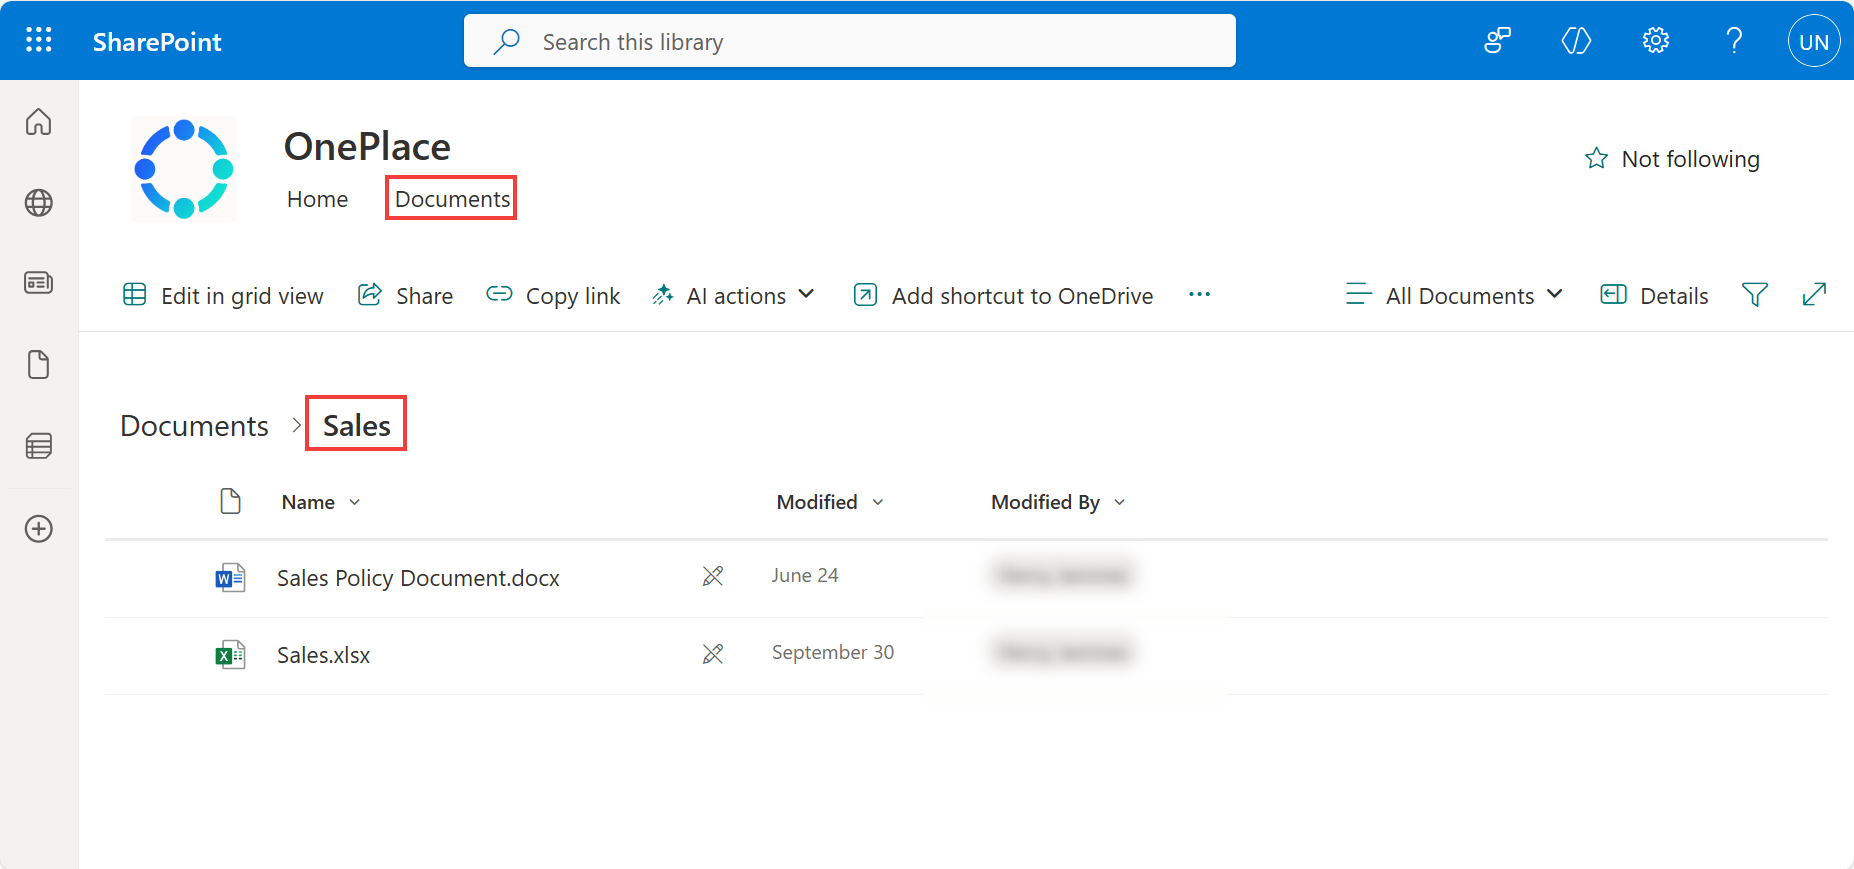 SharePoint
Search this library
UN
OnePlace
Not following
Home Documents
Edit in grid view Share Copy link AI actions Add shortcut to OneDrive ··· All Documents Details
Documents > Sales
Name Modified Modified By
Sales Policy Document.docx June 24
Sales.xlsx September 30